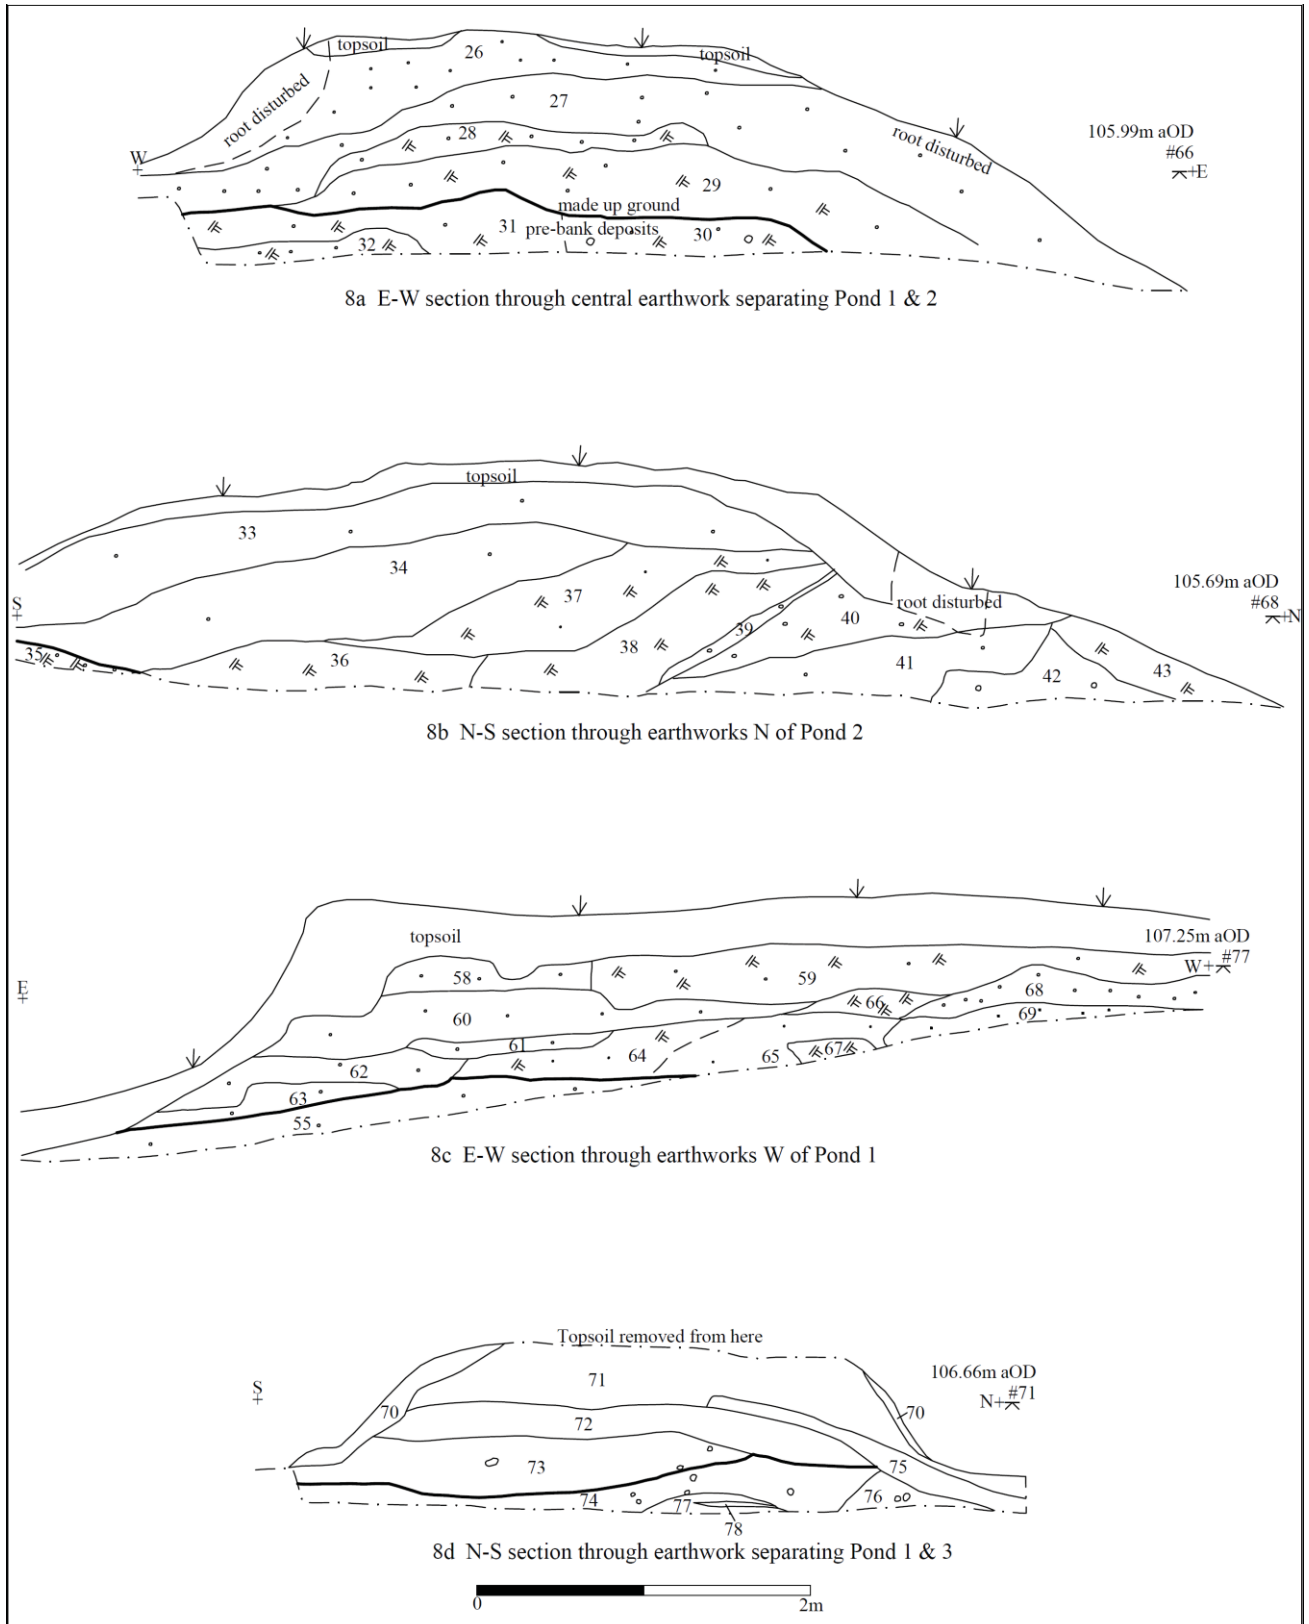 topsoil
26
topsoil
root disturbed
27
28
root disturbed
105.99m aOD
#66
W
+E
29
made up ground
31
pre-bank deposits
30
32
8a E-W section through central earthwork separating Pond 1 & 2
topsoil
33
34
37
105.69m aOD
#68
S
+N
root disturbed
40
39
38
35
36
41
42
43
8b N-S section through earthworks N of Pond 2
topsoil
107.25m aOD
#77
W+
58
59
E
68
66
69
60
61
64
65
67
62
63
55
8c E-W section through earthworks W of Pond 1
Topsoil removed from here
106.66m aOD
#71
N+
S
71
70
70
72
73
75
74
77
76
78
8d N-S section through earthwork separating Pond 1 & 3
0
2m